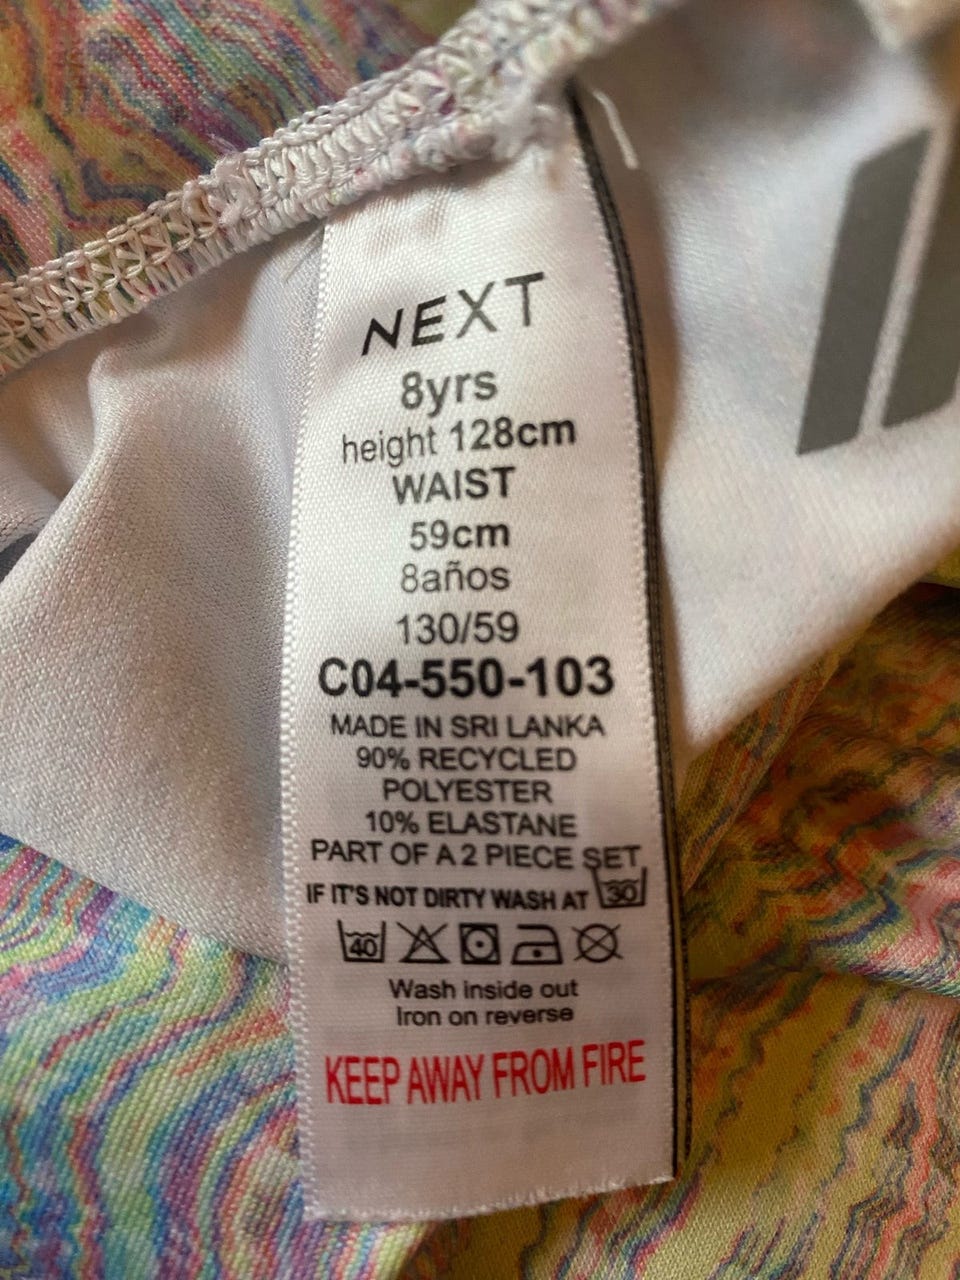 NEXT
8yrs
height 128cm
WAIST
59cm
8años
130/59
C04-550-103
MADE IN SRI LANKA
90% RECYCLED
POLYESTER
10% ELASTANE
PART OF A 2 PIECE SET
IF IT'S NOT DIRTY WASH AT 30
40
Wash inside out
Iron on reverse
KEEP AWAY FROM FIRE